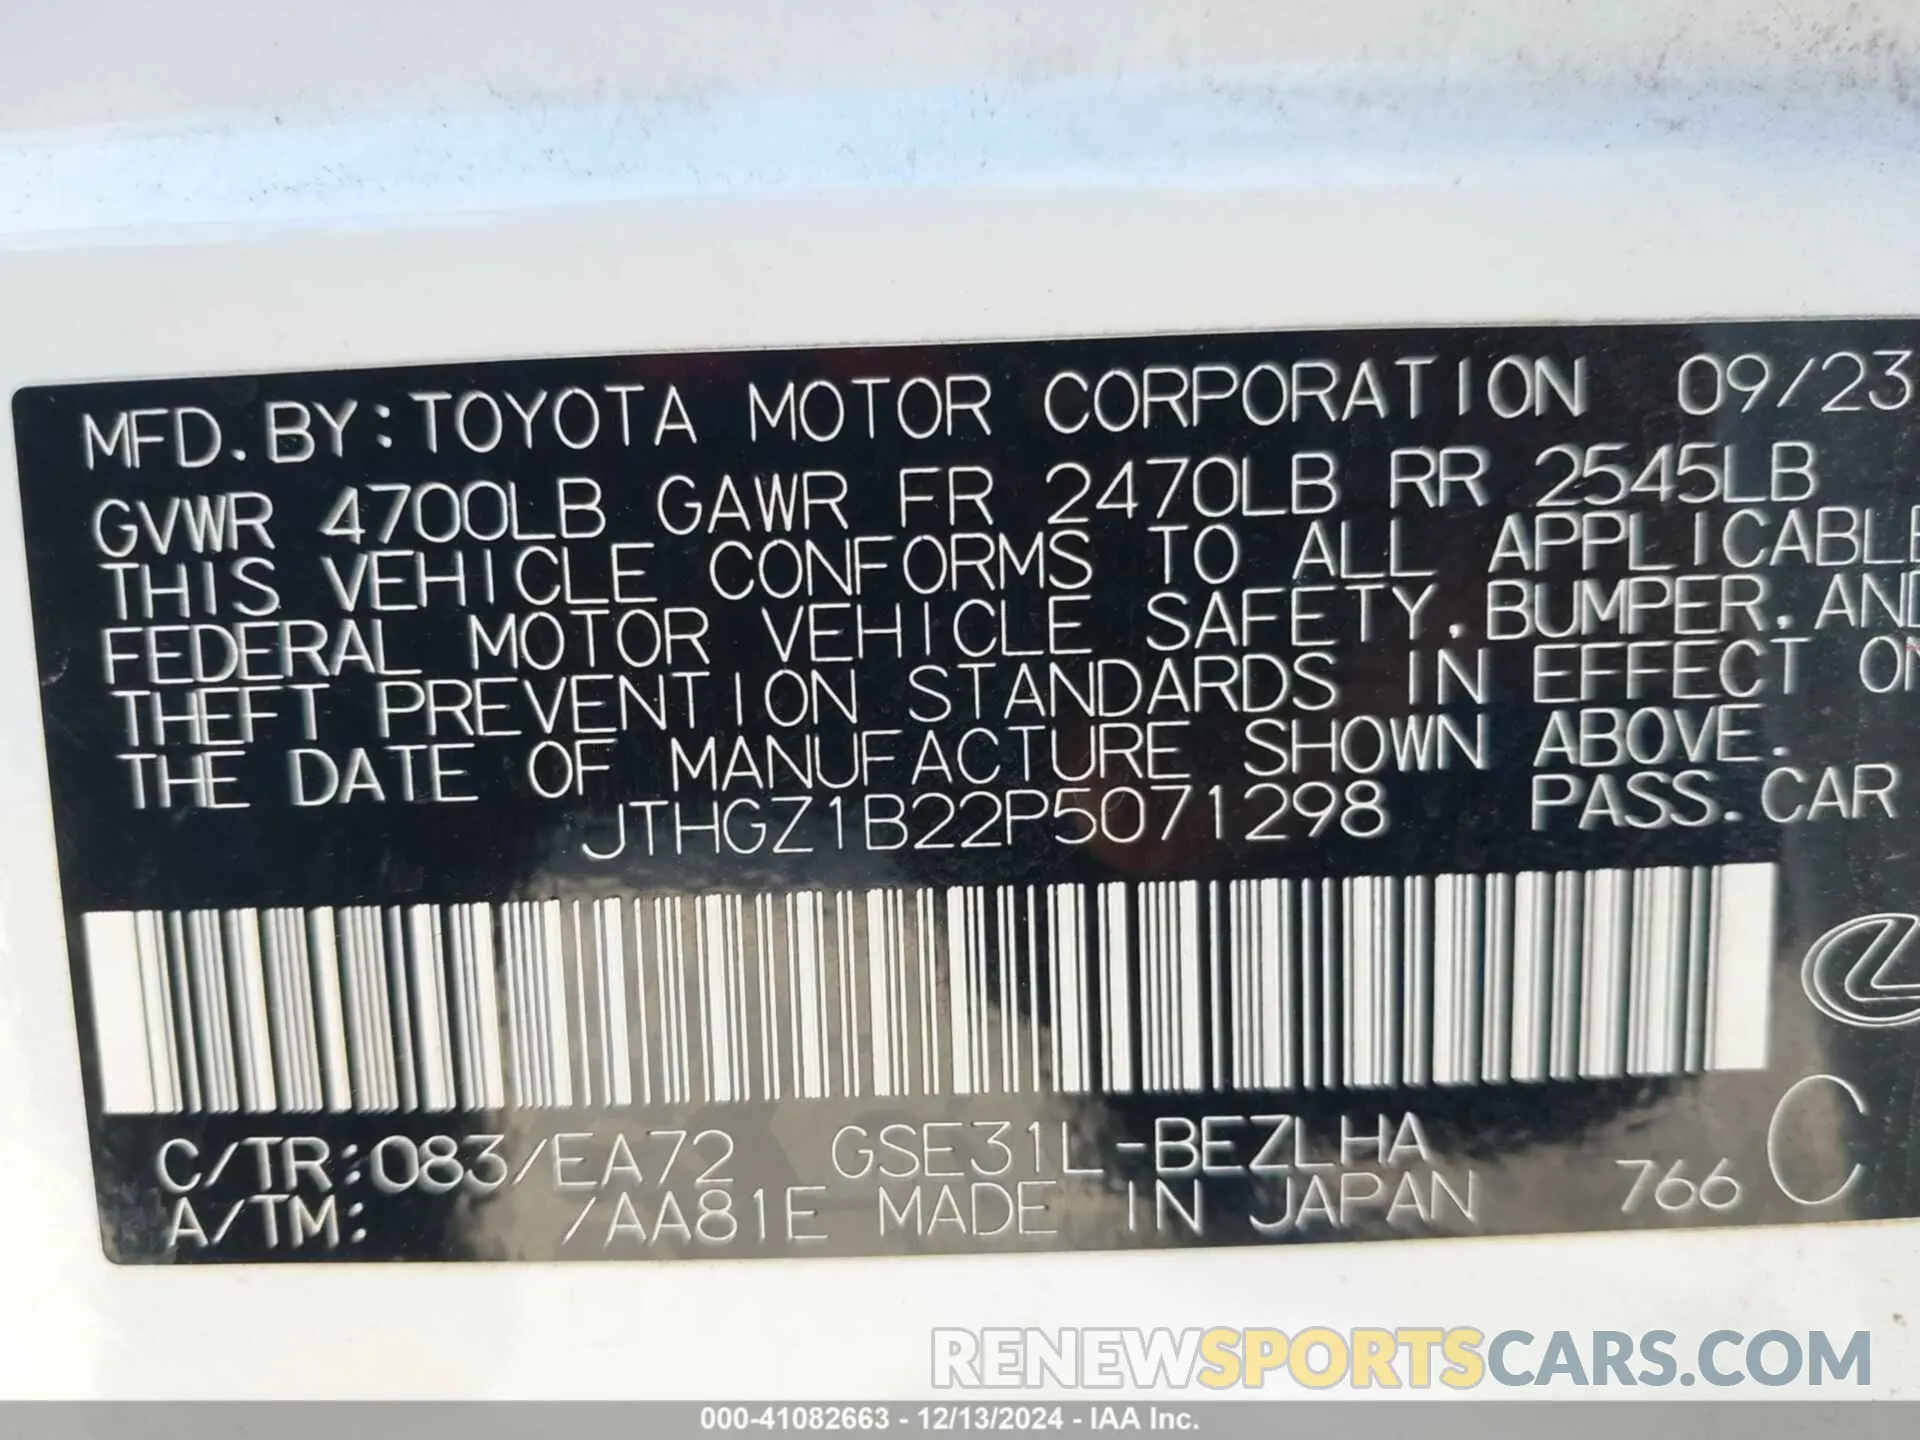 MFD. BY: TOYOTA MOTOR CORPORATION 09/23
GVWR 4700LB GAWR FR 2470LB RR 2545LB
THIS VEHICLE CONFORMS TO ALL APPLICABLE
FEDERAL MOTOR VEHICLE SAFETY. BUMPER. AND
THEFT PREVENTION STANDARDS IN EFFECT ON
THE DATE OF MANUFACTURE SHOWN ABOVE.
JTHGZ1B22P5071298 PASS. CAR
C/TR: 083/EA72 GSE31L-BEZLHA
A/TM: /AA81E MADE IN JAPAN 766 C
RENEWSPORTSCARS.COM
000-41082663 - 12/13/2024 - IAA Inc.